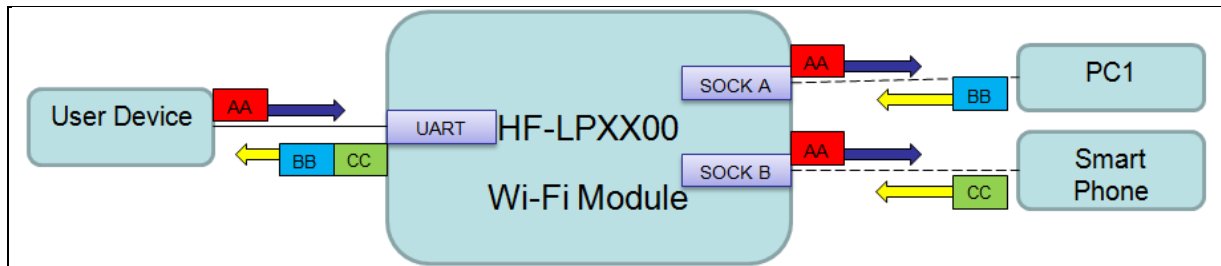 User Device
AA
BB CC
UART
HF-LPXX00
Wi-Fi Module
SOCK A
SOCK B
AA
BB
AA
CC
PC1
Smart
Phone